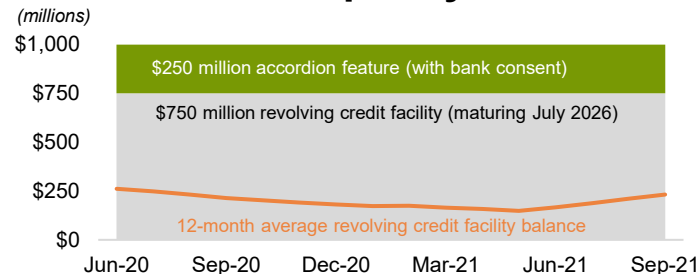 (millions)
$1,000
$250 million accordion feature (with bank consent)
$750
$750 million revolving credit facility (maturing July 2026)
$500
$250
12-month average revolving credit facility balance
$0
Jun-20 Sep-20 Dec-20 Mar-21 Jun-21 Sep-21